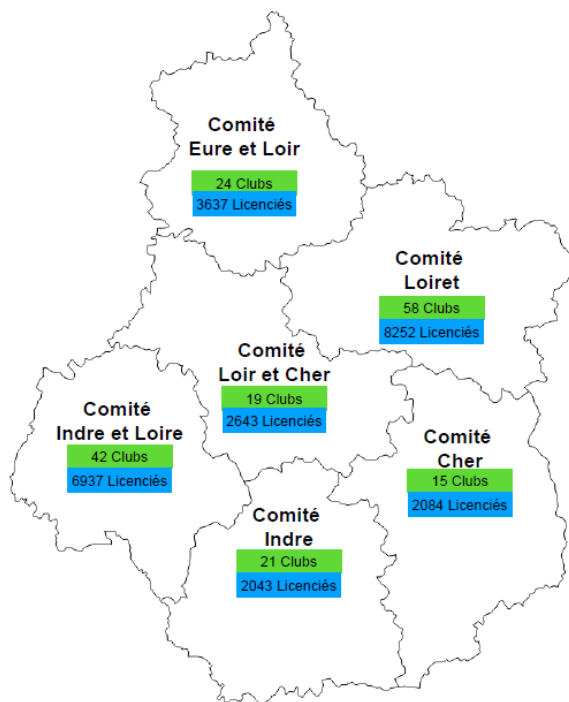 Comité
Eure et Loir
24 Clubs
3637 Licenciés
Comité
Loiret
58 Clubs
8252 Licenciés
Comité
Loir et Cher
19 Clubs
2643 Licenciés
Comité
Indre et Loire
42 Clubs
6937 Licenciés
Comité
Cher
15 Clubs
2084 Licenciés
Comité
Indre
21 Clubs
2043 Licenciés